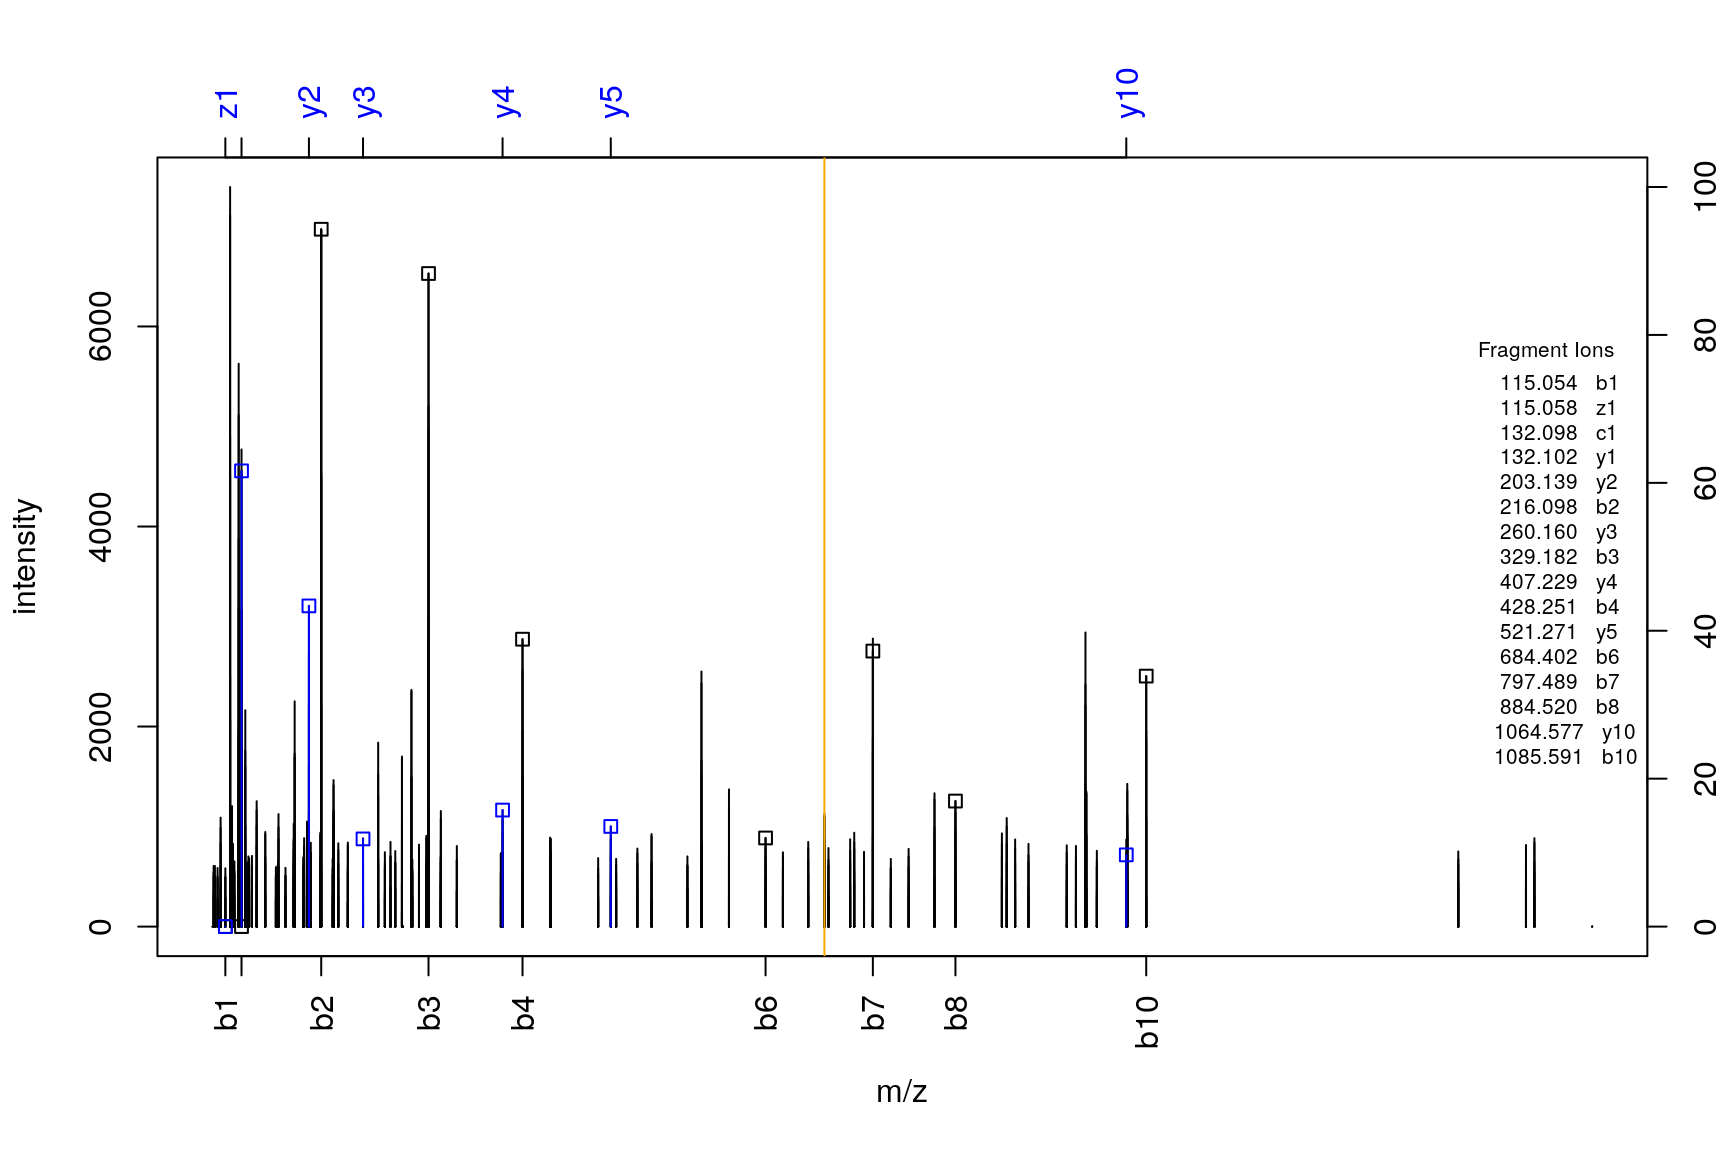 z1 y2 y3 y4 y5 y10
intensity
0 2000 4000 6000
0 20 40 60 80 100
Fragment Ions
115.054 b1
115.058 z1
132.098 c1
132.102 y1
203.139 y2
216.098 b2
260.160 y3
329.182 b3
407.229 y4
428.251 b4
521.271 y5
684.402 b6
797.489 b7
884.520 b8
1064.577 y10
1085.591 b10
b1 b2 b3 b4 b6 b7 b8 b10
m/z